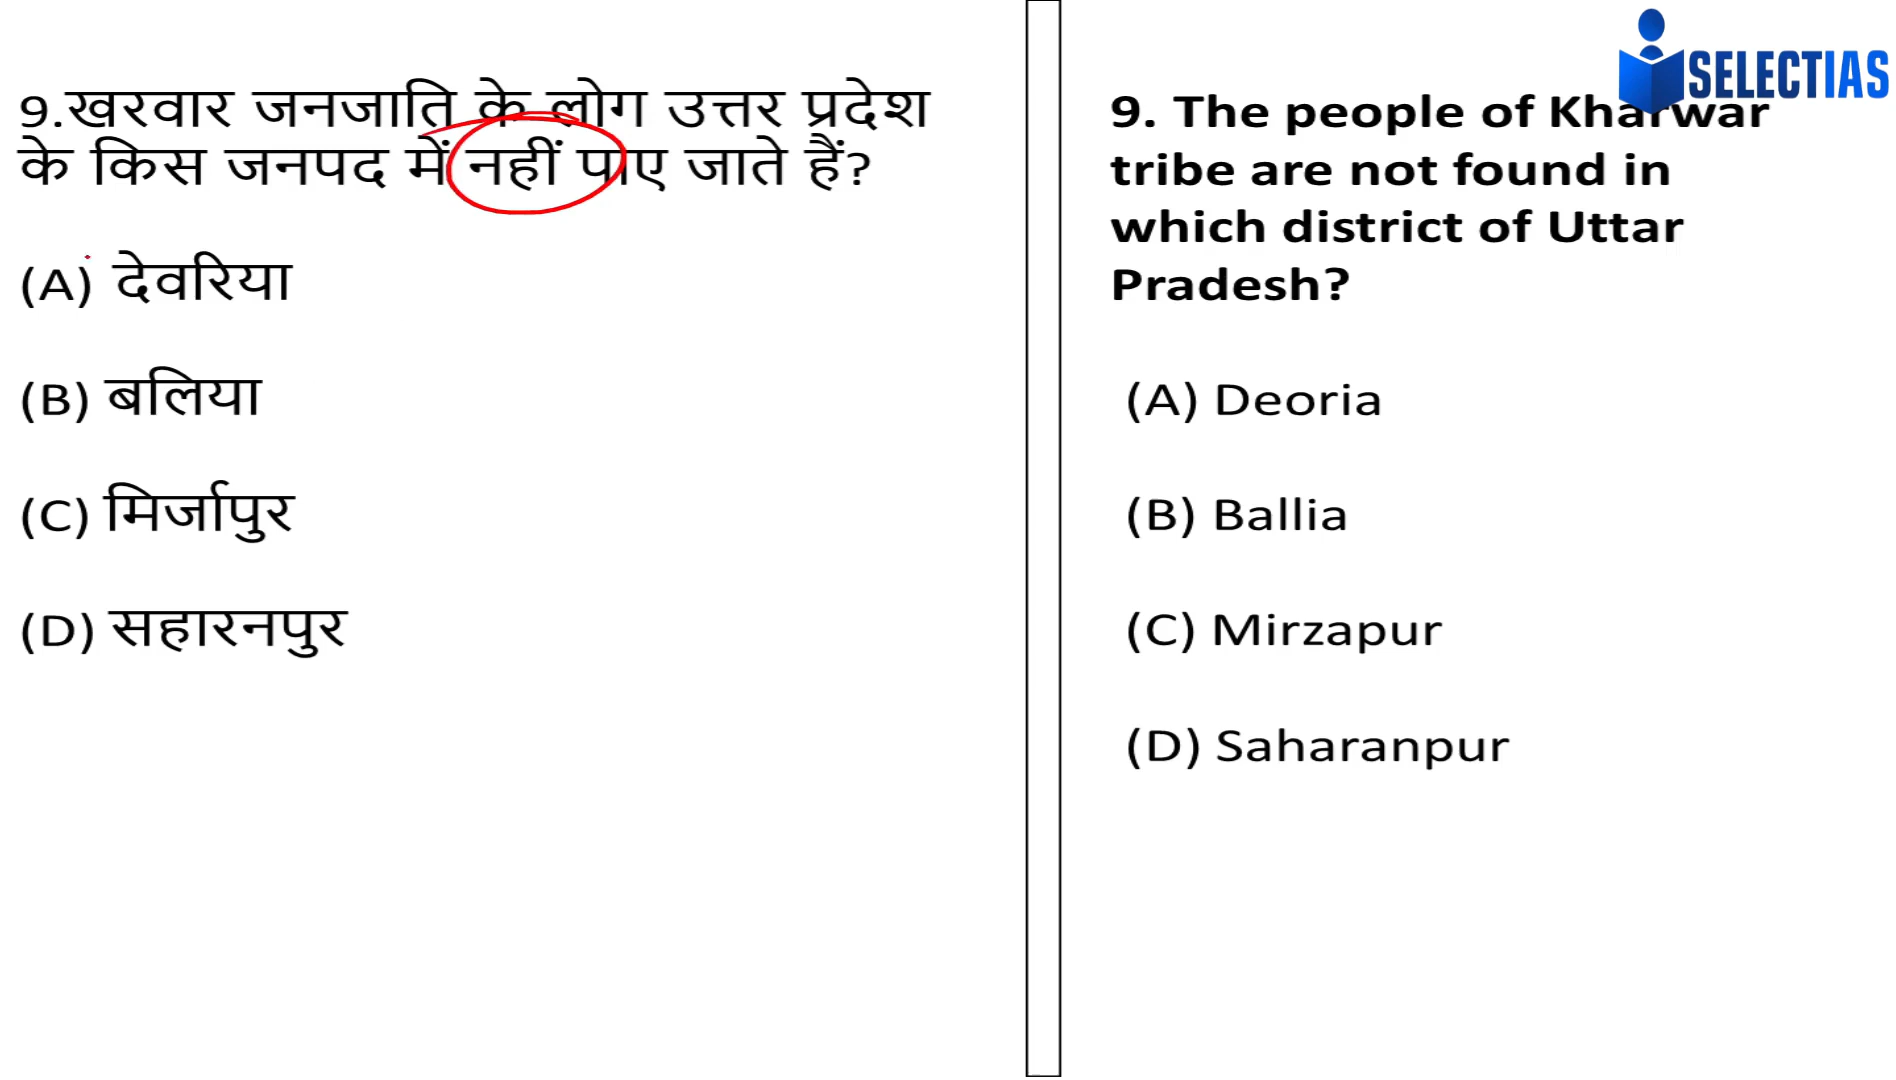 9.खरवार जनजाति के लोग उत्तर प्रदेश
के किस जनपद में नहीं पाए जाते हैं?
(A) देवरिया
(B) बलिया
(C) मिर्जापुर
(D) सहारनपुर
SELECTIAS
9. The people of Kharwar
tribe are not found in
which district of Uttar
Pradesh?
(A) Deoria
(B) Ballia
(C) Mirzapur
(D) Saharanpur